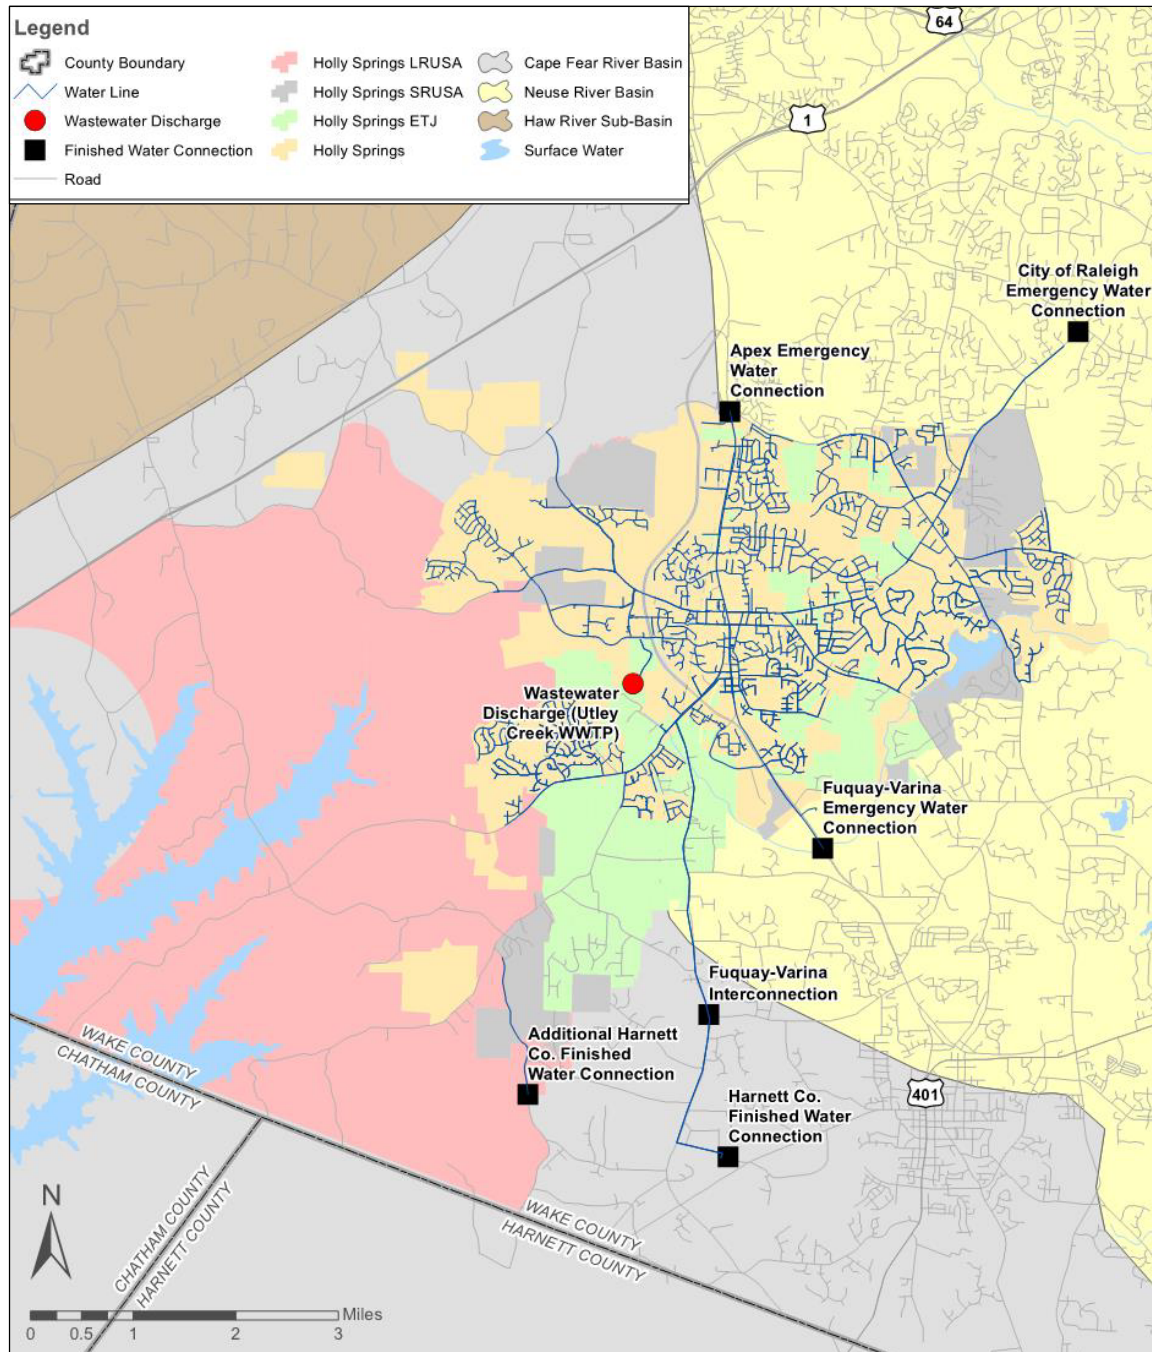 Legend
County Boundary
Water Line
Wastewater Discharge
Finished Water Connection
Road
Holly Springs LRUSA
Holly Springs SRUSA
Holly Springs ETJ
Holly Springs
Cape Fear River Basin
Neuse River Basin
Haw River Sub-Basin
Surface Water
64
1
City of Raleigh
Emergency Water
Connection
Apex Emergency
Water
Connection
Wastewater
Discharge (Utley
Creek WWTP)
Fuquay-Varina
Emergency Water
Connection
Fuquay-Varina
Interconnection
Additional Harnett
Co. Finished
Water Connection
Harnett Co.
Finished Water
Connection
401
WAKE COUNTY
CHATHAM COUNTY
CHATHAM COUNTY
HARNETT COUNTY
WAKE COUNTY
HARNETT COUNTY
N
Miles
0 0.5 1 2 3